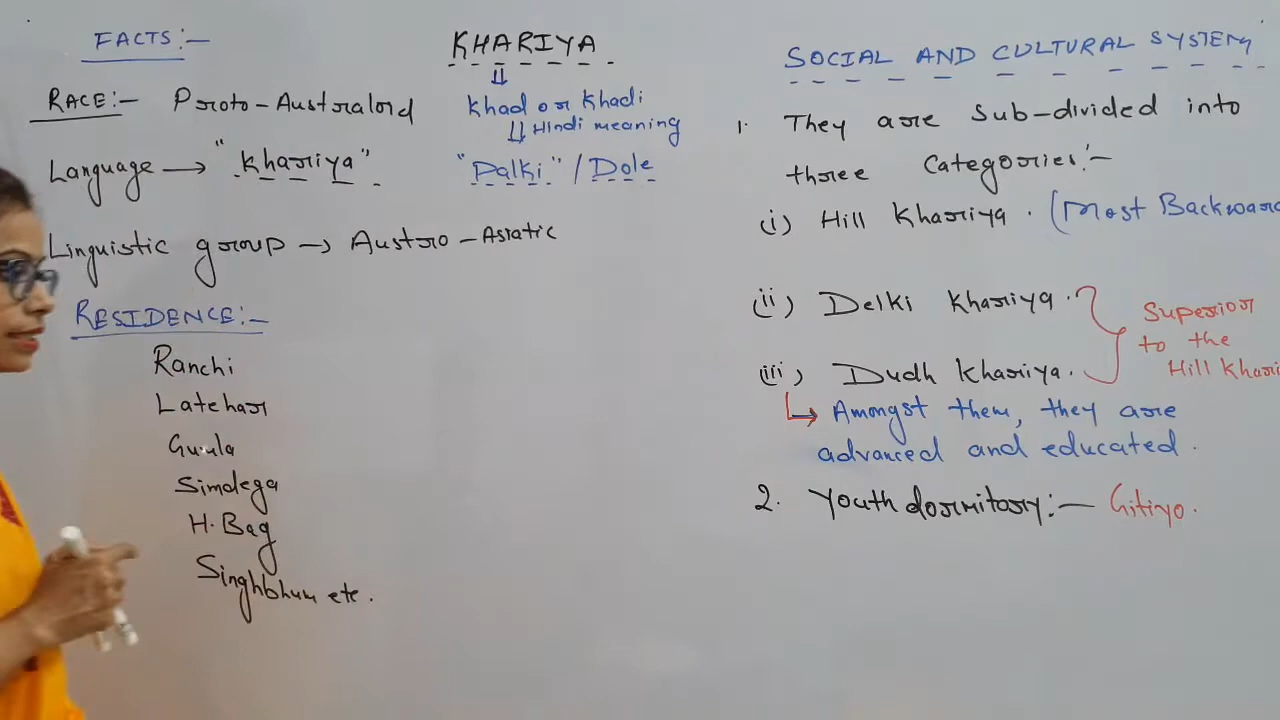 FACTS:-
RACE:- Proto-Australoid
Language → "Khariya"
Linguistic group → Austro-Asiatic
RESIDENCE:-
Ranchi
Latehar
Gumla
Simdega
H.Bag
Singhbhum etc.
KHARIYA
⇓
Khad or Khadi
⇓ Hindi meaning
"Palki" / Dole
SOCIAL AND CULTURAL SYSTEM
1. They are Sub-divided into
three Categories:-
(i) Hill Khariya. (Most Backward
(ii) Delki Khariya.
(iii) Dudh Khariya.
Superior
to the
Hill Khari
↳ Amongst them, they are
advanced and educated.
2. Youth dormitory:- Gitiyo.